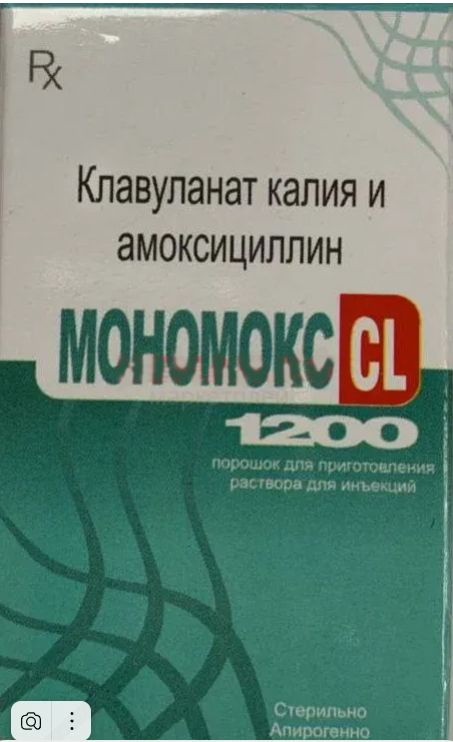 Rx
Клавуланат калия и
амоксициллин
МОНОМОКС CL
1200
порошок для приготовления
раствора для инъекций
Стерильно
Апирогенно